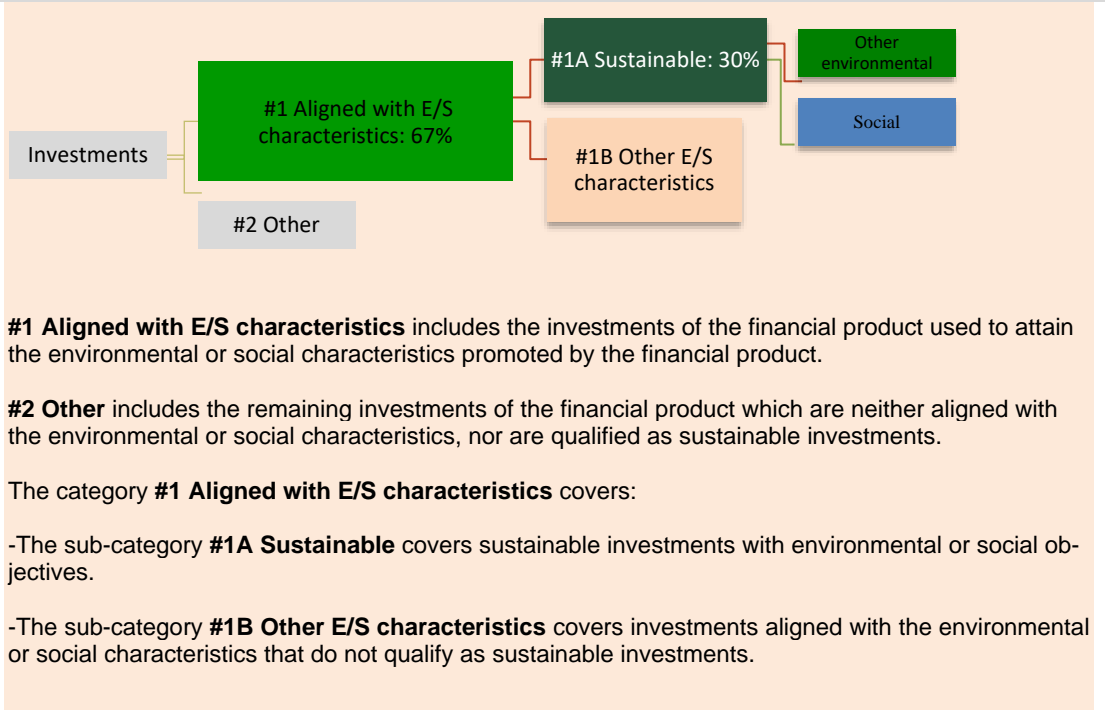 Investments
#1 Aligned with E/S
characteristics: 67%
#2 Other
#1A Sustainable: 30%
#1B Other E/S
characteristics
Other
environmental
Social
#1 Aligned with E/S characteristics includes the investments of the financial product used to attain
the environmental or social characteristics promoted by the financial product.
#2 Other includes the remaining investments of the financial product which are neither aligned with
the environmental or social characteristics, nor are qualified as sustainable investments.
The category #1 Aligned with E/S characteristics covers:
-The sub-category #1A Sustainable covers sustainable investments with environmental or social ob-
jectives.
-The sub-category #1B Other E/S characteristics covers investments aligned with the environmental
or social characteristics that do not qualify as sustainable investments.